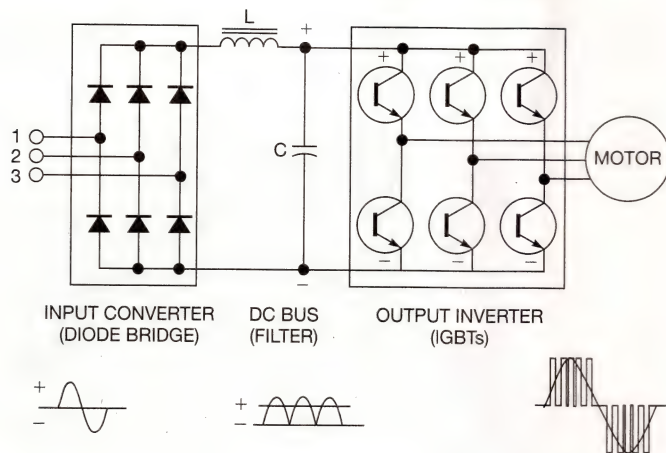 L
+
+ + +
1
2
3
C
MOTOR
− − −
−
INPUT CONVERTER
(DIODE BRIDGE)
DC BUS
(FILTER)
OUTPUT INVERTER
(IGBTs)
+
−
+
−